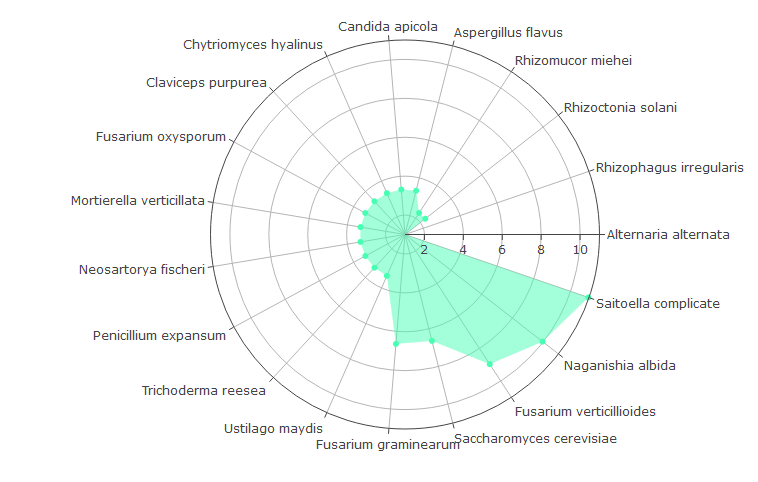 Candida apicola
Aspergillus flavus
Chytriomyces hyalinus
Rhizomucor miehei
Claviceps purpurea
Rhizoctonia solani
Fusarium oxysporum
Rhizophagus irregularis
Mortierella verticillata
Alternaria alternata
2 4 6 8 10
Neosartorya fischeri
Saitoella complicate
Penicillium expansum
Naganishia albida
Trichoderma reesea
Fusarium verticillioides
Ustilago maydis
Saccharomyces cerevisiae
Fusarium graminearum